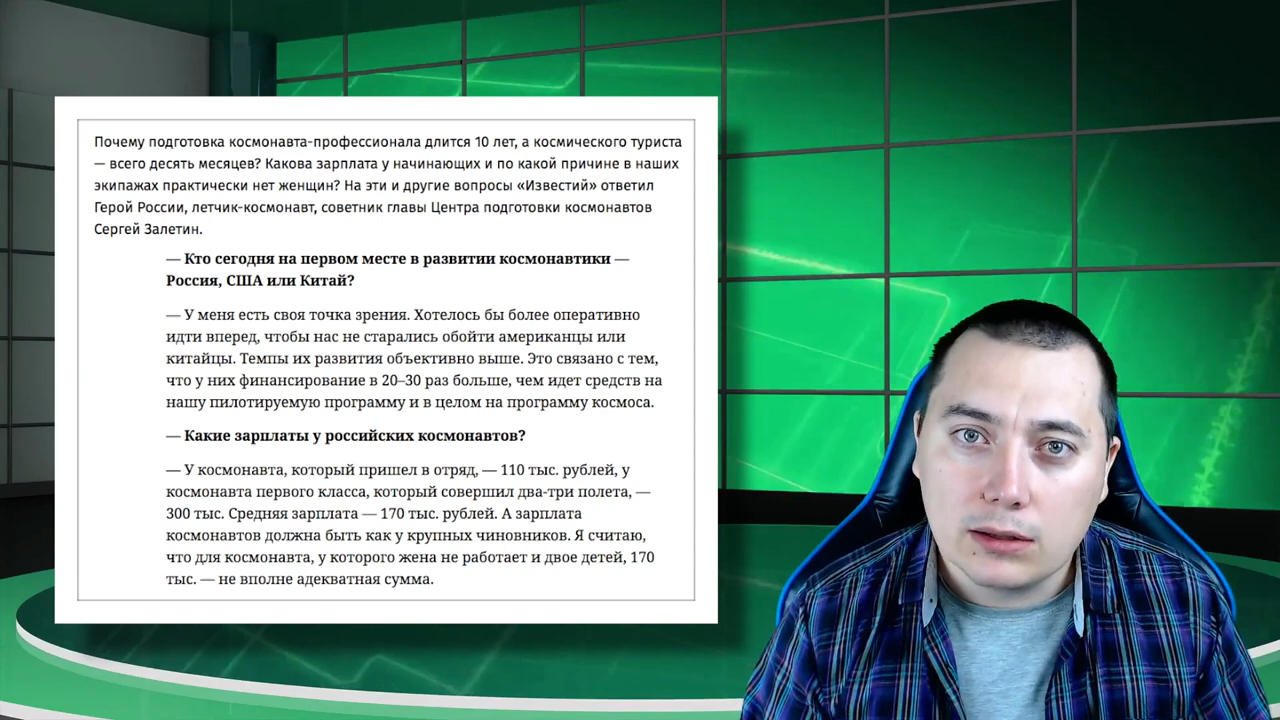 Почему подготовка космонавта-профессионала длится 10 лет, а космического туриста
— всего десять месяцев? Какова зарплата у начинающих и по какой причине в наших
экипажах практически нет женщин? На эти и другие вопросы «Известий» ответил
Герой России, летчик-космонавт, советник главы Центра подготовки космонавтов
Сергей Залетин.
— Кто сегодня на первом месте в развитии космонавтики —
Россия, США или Китай?
— У меня есть своя точка зрения. Хотелось бы более оперативно
идти вперед, чтобы нас не старались обойти американцы или
китайцы. Темпы их развития объективно выше. Это связано с тем,
что у них финансирование в 20–30 раз больше, чем идет средств на
нашу пилотируемую программу и в целом на программу космоса.
— Какие зарплаты у российских космонавтов?
— У космонавта, который пришел в отряд, — 110 тыс. рублей, у
космонавта первого класса, который совершил два-три полета, —
300 тыс. Средняя зарплата — 170 тыс. рублей. А зарплата
космонавтов должна быть как у крупных чиновников. Я считаю,
что для космонавта, у которого жена не работает и двое детей, 170
тыс. — не вполне адекватная сумма.